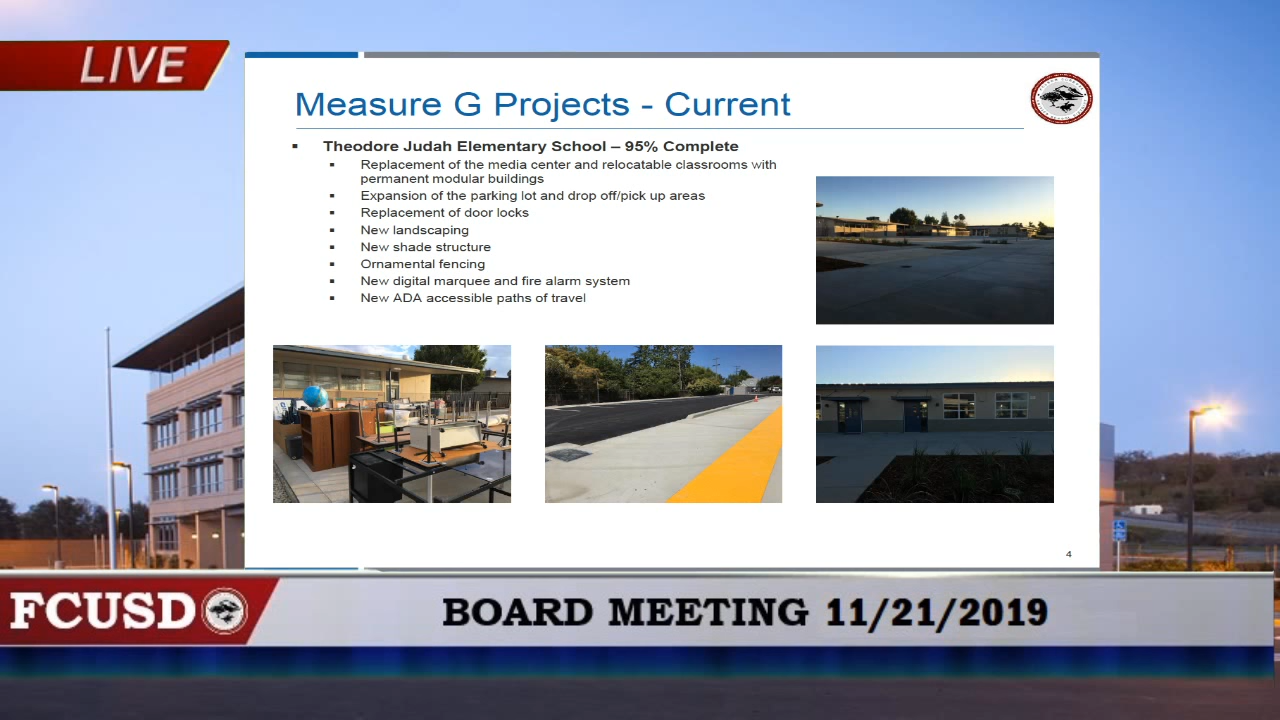 LIVE
Measure G Projects - Current
▪ Theodore Judah Elementary School – 95% Complete
▪ Replacement of the media center and relocatable classrooms with
permanent modular buildings
▪ Expansion of the parking lot and drop off/pick up areas
▪ Replacement of door locks
▪ New landscaping
▪ New shade structure
▪ Ornamental fencing
▪ New digital marquee and fire alarm system
▪ New ADA accessible paths of travel
4
FCUSD
BOARD MEETING 11/21/2019